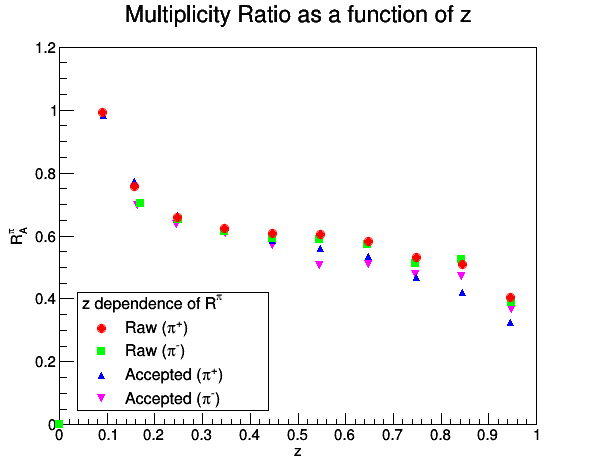 Multiplicity Ratio as a function of z
1.2
1
0.8
0.6
0.4
0.2
0
R_A^π
z dependence of R^π
Raw (π⁺)
Raw (π⁻)
Accepted (π⁺)
Accepted (π⁻)
0 0.1 0.2 0.3 0.4 0.5 0.6 0.7 0.8 0.9 1
z